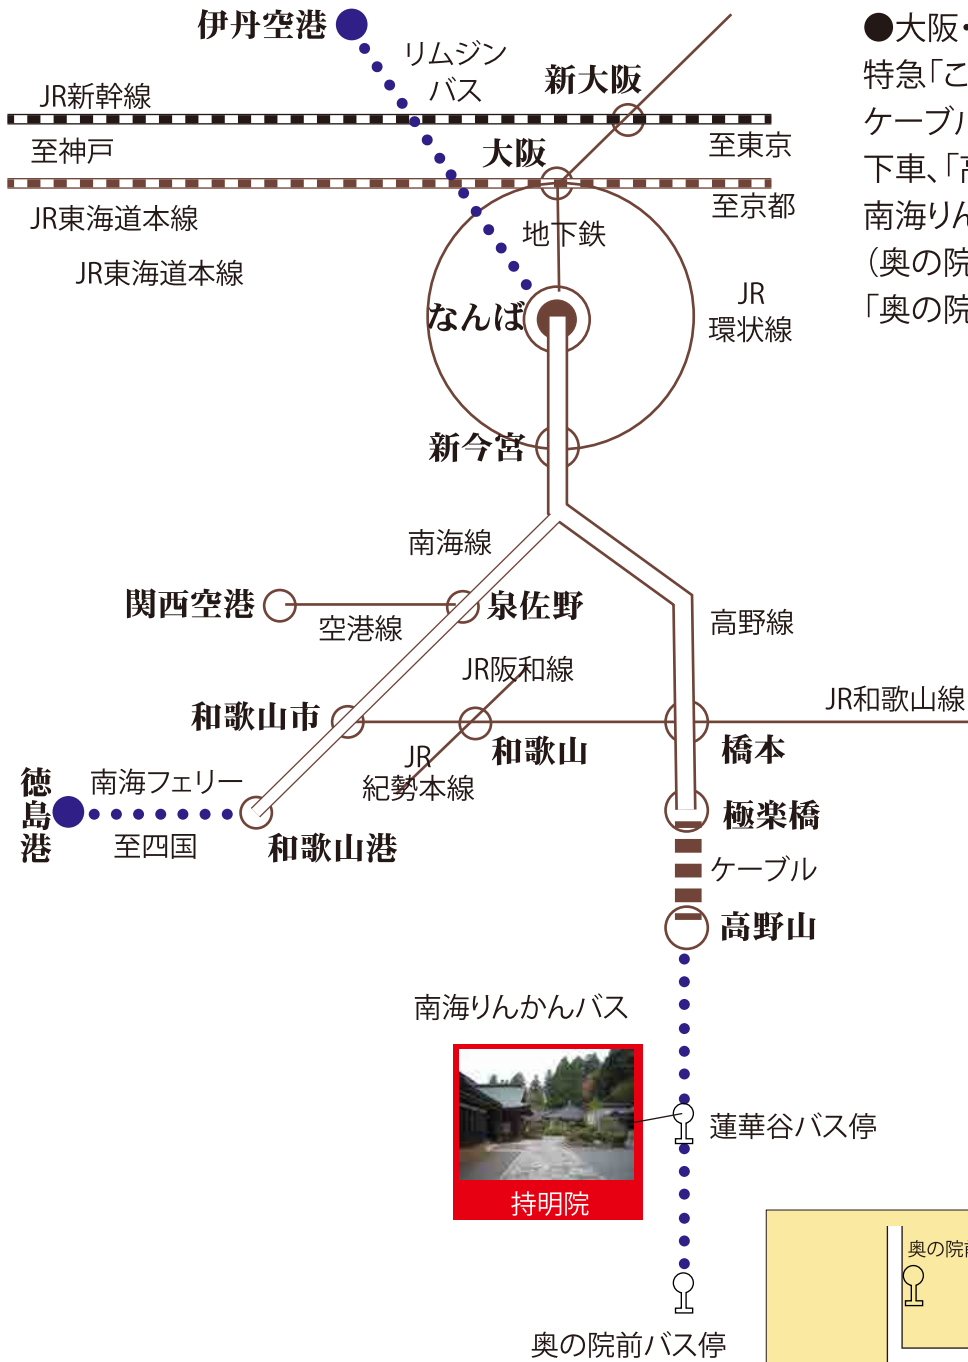 伊丹空港
リムジン
バス
新大阪
JR新幹線
至神戸
大阪
至東京
JR東海道本線
至京都
地下鉄
JR東海道本線
なんば
JR
環状線
新今宮
南海線
関西空港
空港線
泉佐野
高野線
JR阪和線
JR和歌山線
和歌山市
和歌山
橋本
JR
紀勢本線
徳島港
南海フェリー
至四国
和歌山港
極楽橋
ケーブル
高野山
南海りんかんバス
蓮華谷バス停
持明院
奥の院前バス停
●大阪・
特急「こ
ケーブル
下車、「高
南海りん
(奥の院
「奥の院
奥の院前